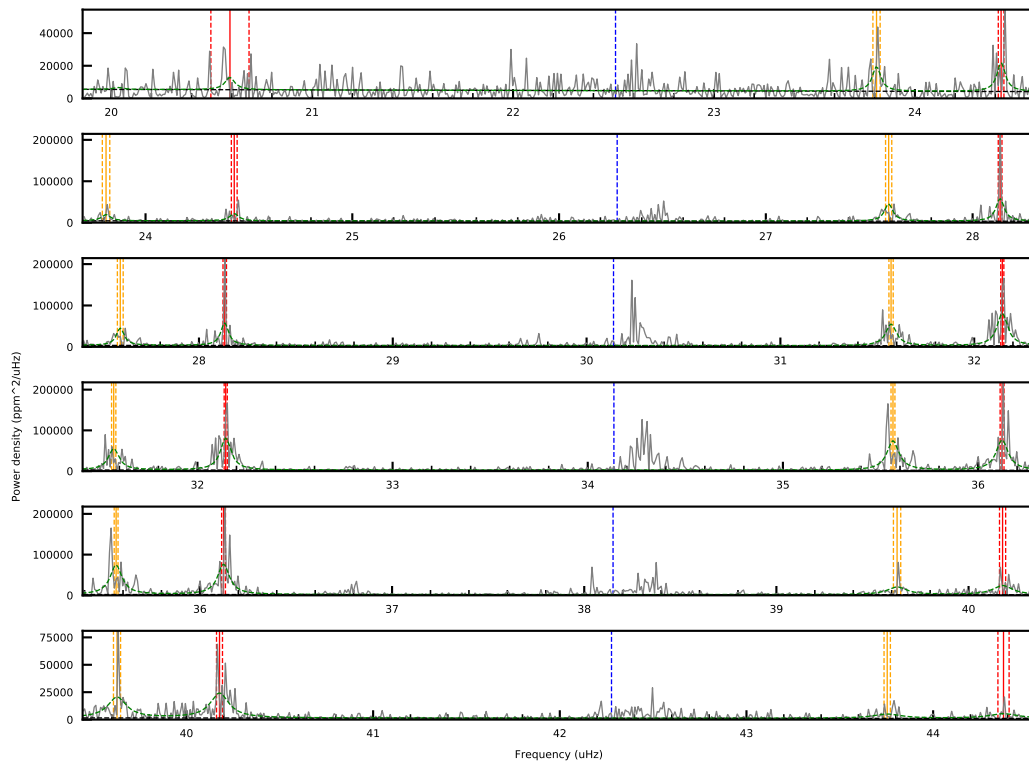 40000
20000
0
20 21 22 23 24
200000
100000
0
24 25 26 27 28
200000
100000
0
28 29 30 31 32
Power density (ppm^2/uHz)
200000
100000
0
32 33 34 35 36
200000
100000
0
36 37 38 39 40
75000
50000
25000
0
40 41 42 43 44
Frequency (uHz)